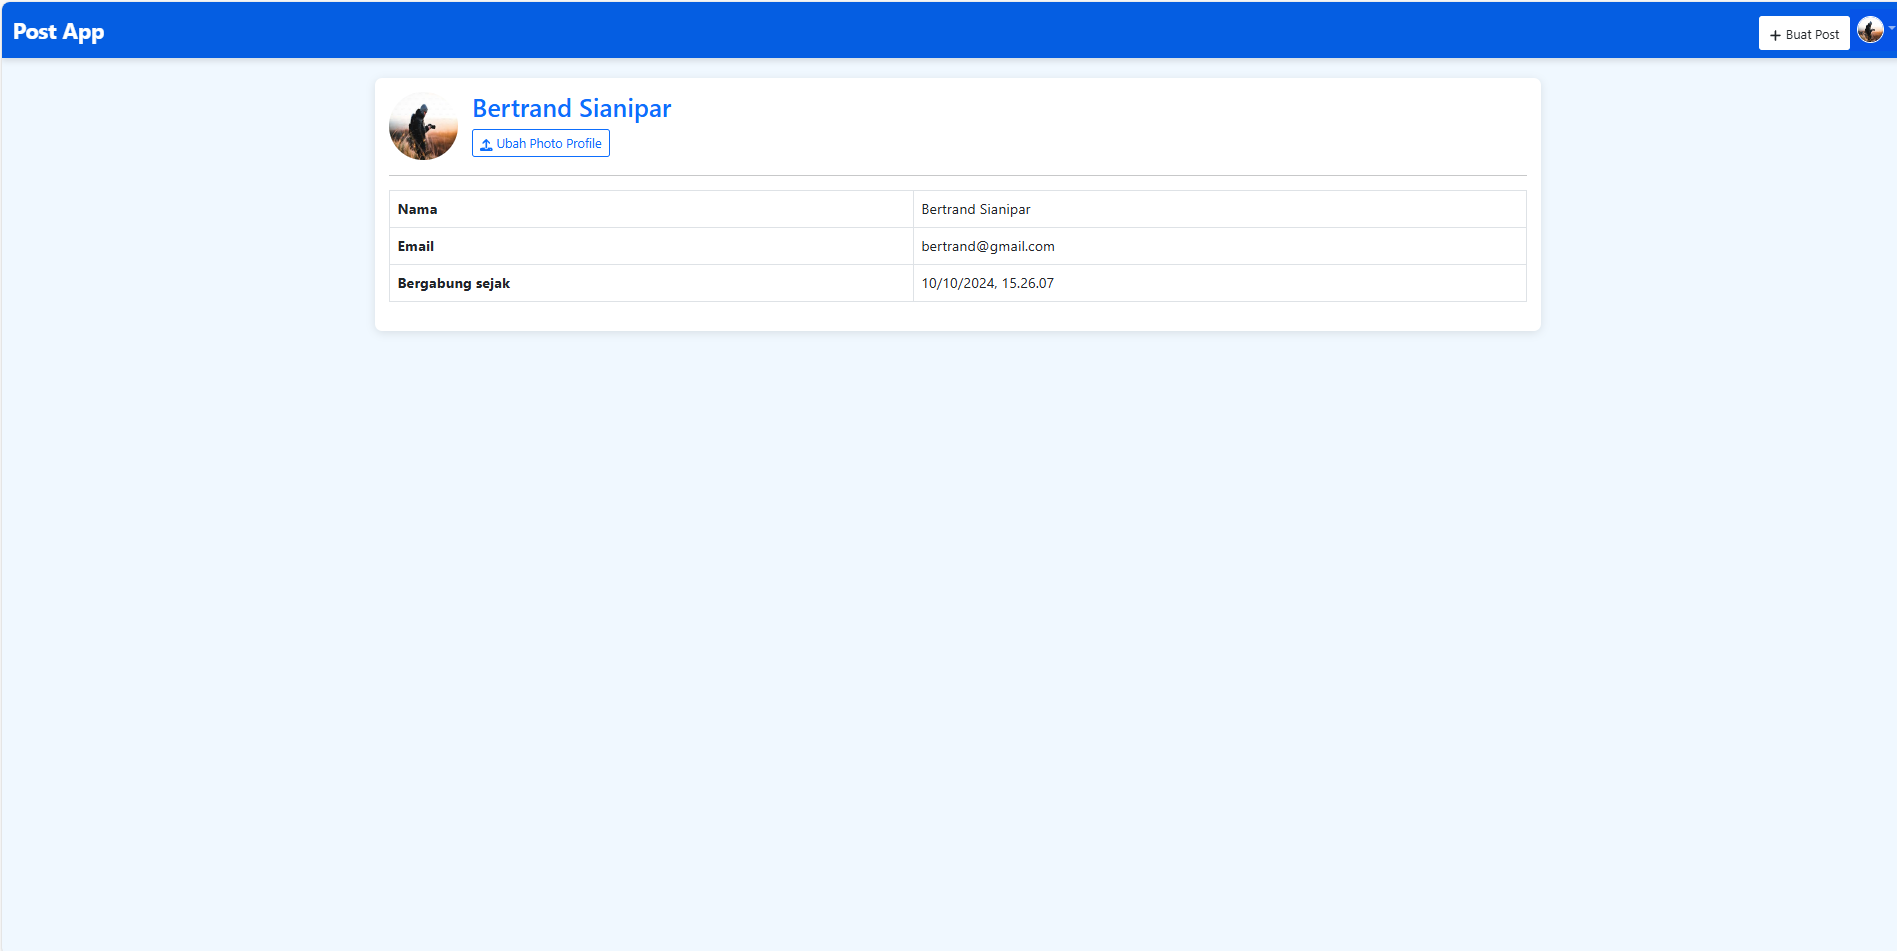 Post App
+ Buat Post
Bertrand Sianipar
Ubah Photo Profile
Nama Bertrand Sianipar
Email bertrand@gmail.com
Bergabung sejak 10/10/2024, 15.26.07